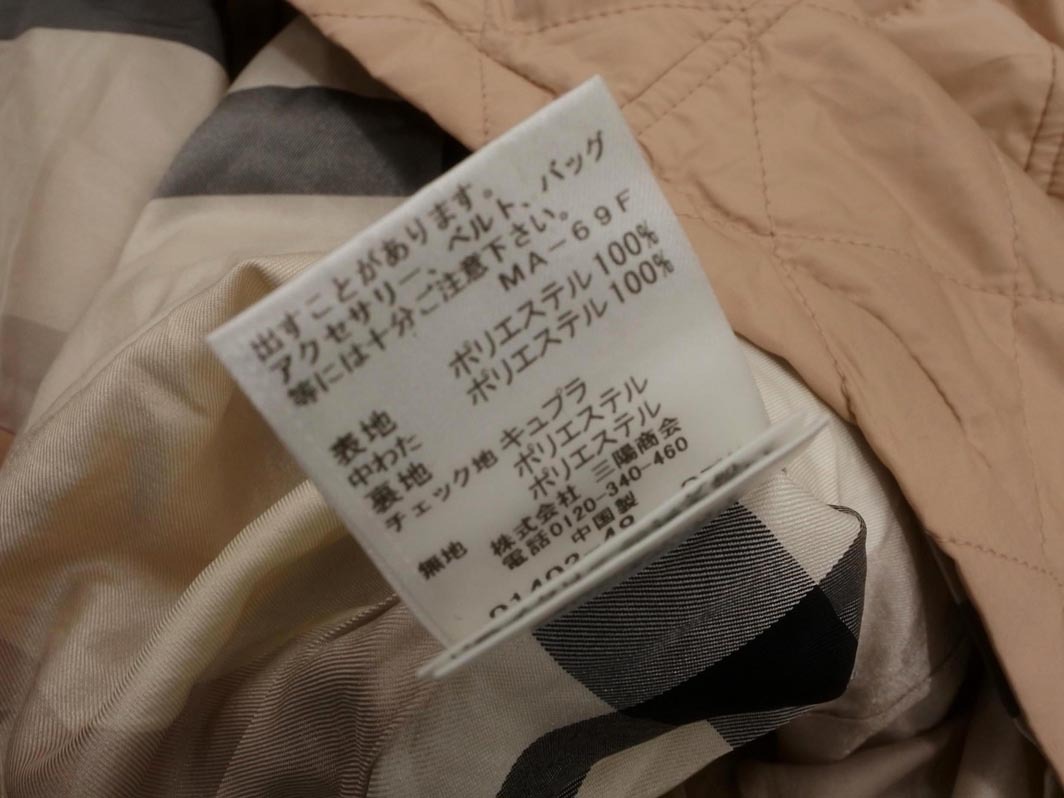 出すことがあります。
アクセサリー、ベルト、バッグ
等には十分ご注意下さい。
MA-69F
表地 ポリエステル100%
中わた ポリエステル100%
裏地
チェック地 キュプラ
ポリエステル
無地 ポリエステル
株式会社 三陽商会
電話0120-340-460
中国製